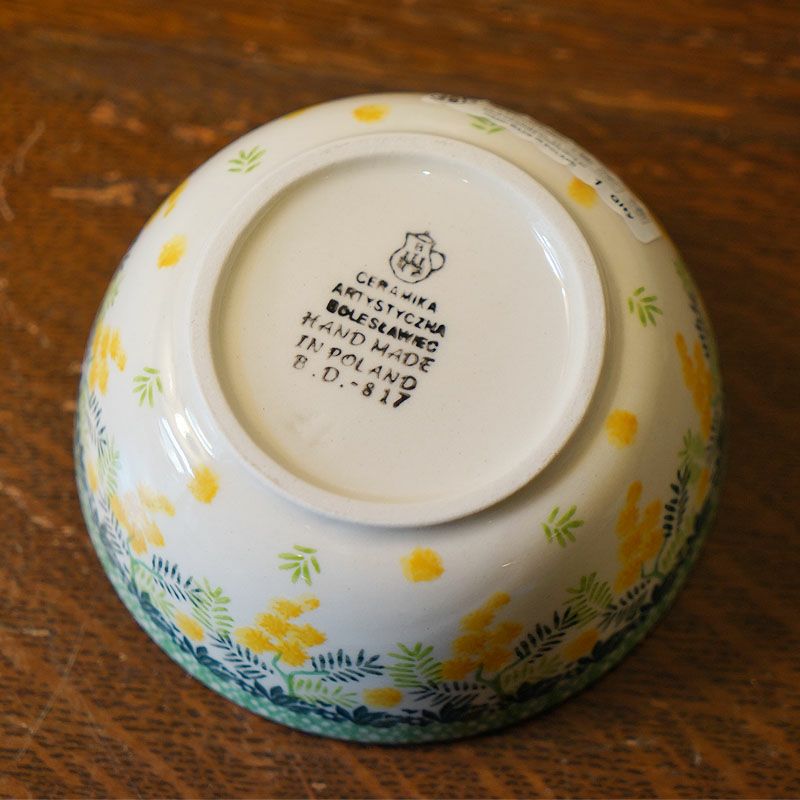 CERAMIKA
ARTYSTYCZNA
BOLESŁAWIEC
HAND MADE
IN POLAND
B.D.-817